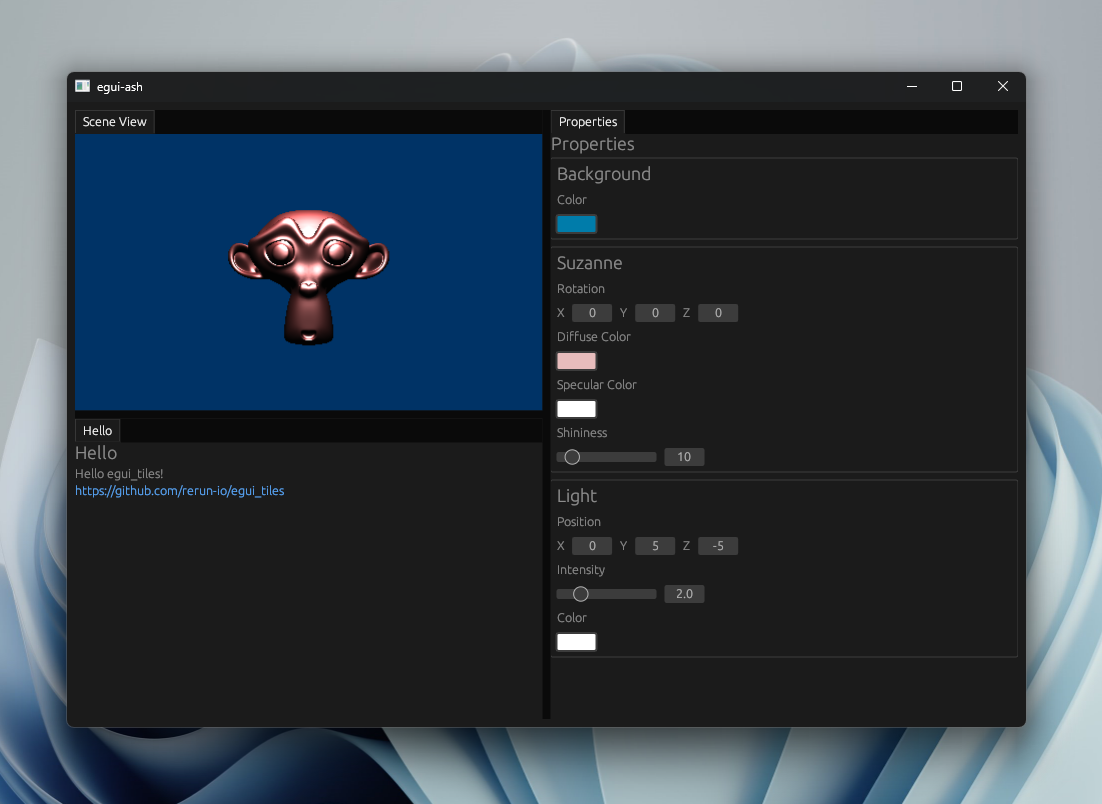 egui-ash
Scene View
Hello
Hello
Hello egui_tiles!
https://github.com/rerun-io/egui_tiles
Properties
Properties
Background
Color
Suzanne
Rotation
X 0 Y 0 Z 0
Diffuse Color
Specular Color
Shininess
10
Light
Position
X 0 Y 5 Z -5
Intensity
2.0
Color